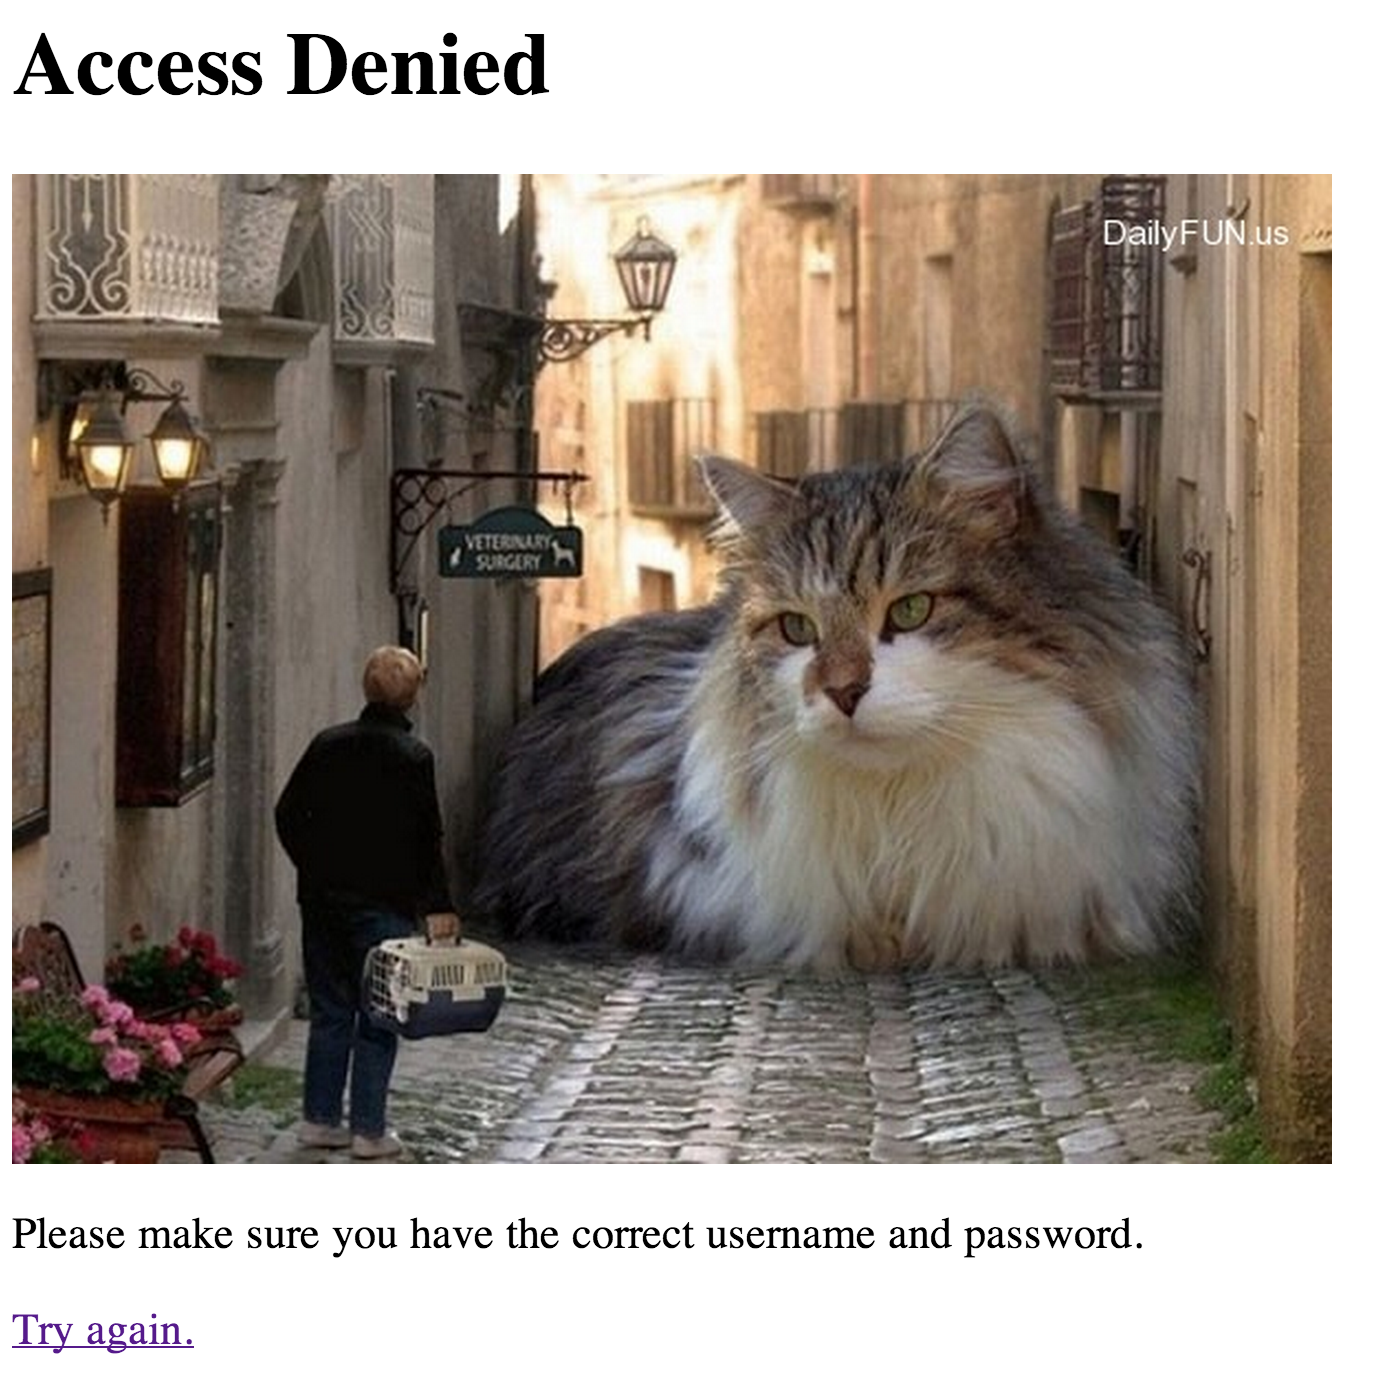 Access Denied
DailyFUN.us
VETERINARY
SURGERY
Please make sure you have the correct username and password.
Try again.